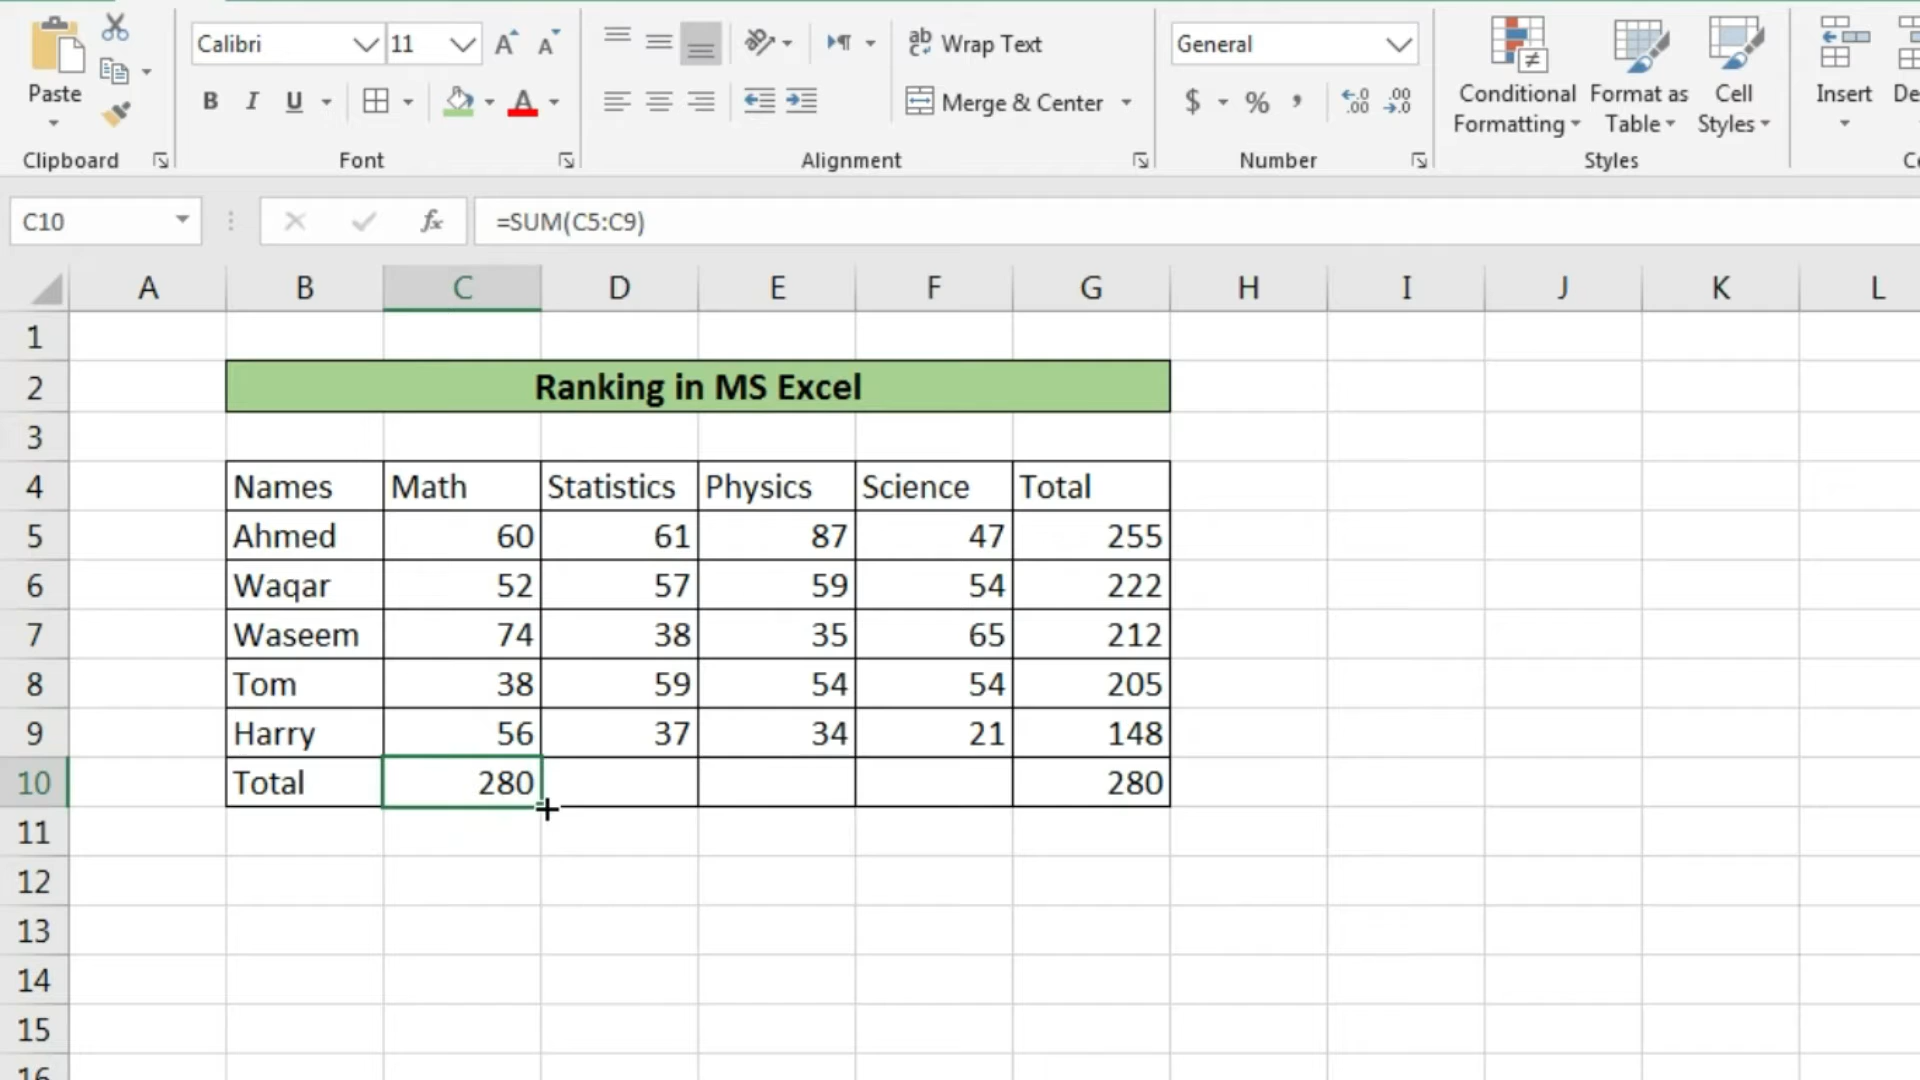 Calibri 11 Wrap Text General
Paste B I U Merge & Center $ % , Conditional Formatting Format as Table Cell Styles Insert
Clipboard Font Alignment Number Styles
C10 fx =SUM(C5:C9)
A B C D E F G H I J K L
1
2 Ranking in MS Excel
3
4 Names Math Statistics Physics Science Total
5 Ahmed 60 61 87 47 255
6 Waqar 52 57 59 54 222
7 Waseem 74 38 35 65 212
8 Tom 38 59 54 54 205
9 Harry 56 37 34 21 148
10 Total 280 280
11
12
13
14
15
16